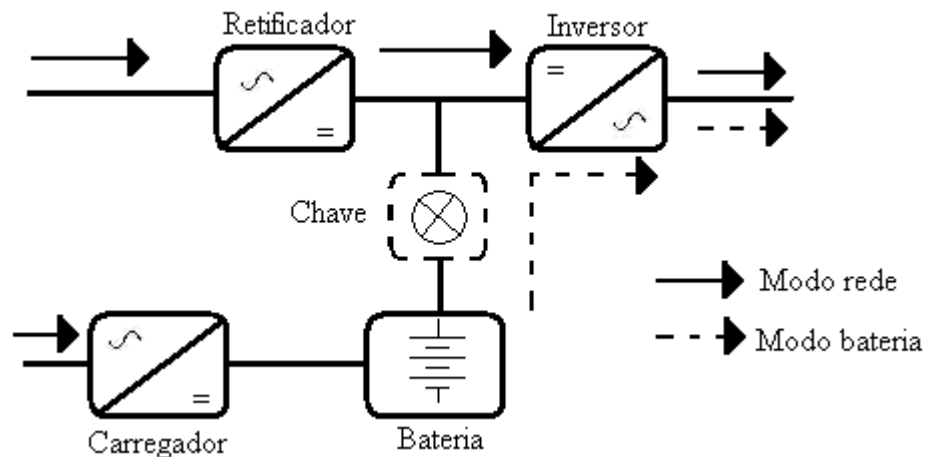 Retificador
Inversor
Chave
Modo rede
Modo bateria
Carregador
Bateria